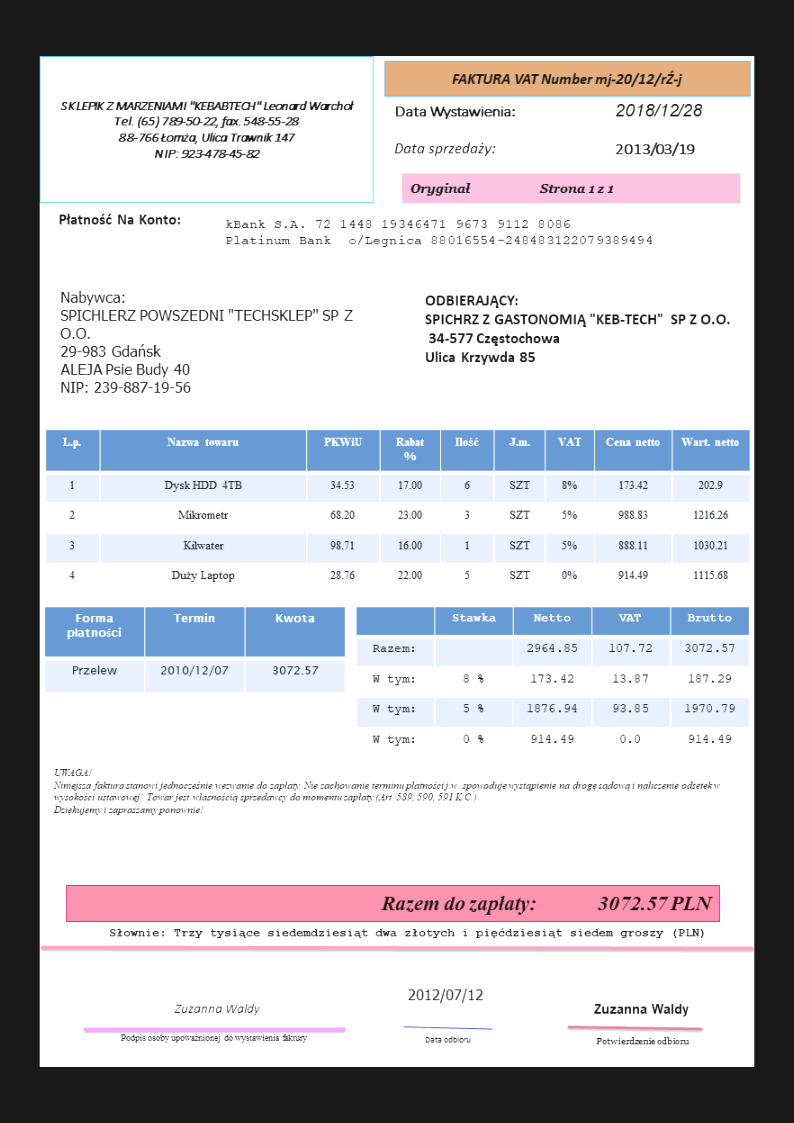 FAKTURA VAT Number mj-20/12/rŹ-j
SKLEPIK Z MARZENIAMI "KEBABTECH" Leonard Warchoł
Tel. (65) 789-50-22, fax. 548-55-28
88-766 Łomża, Ulica Trawnik 147
NIP: 923-478-45-82
Data Wystawienia: 2018/12/28
Data sprzedaży: 2013/03/19
Oryginał Strona 1 z 1
Płatność Na Konto: kBank S.A. 72 1448 19346471 9673 9112 8086
Platinum Bank o/Legnica 88016554-248483122079389494
Nabywca:
SPICHLERZ POWSZEDNI "TECHSKLEP" SP Z
O.O.
29-983 Gdańsk
ALEJA Psie Budy 40
NIP: 239-887-19-56
ODBIERAJĄCY:
SPICHRZ Z GASTONOMIĄ "KEB-TECH" SP Z O.O.
34-577 Częstochowa
Ulica Krzywda 85
L.p. Nazwa towaru PKWiU Rabat % Ilość J.m. VAT Cena netto Wart. netto
1 Dysk HDD 4TB 34.53 17.00 6 SZT 8% 173.42 202.9
2 Mikrometr 68.20 23.00 3 SZT 5% 988.83 1216.26
3 Kilwater 98.71 16.00 1 SZT 5% 888.11 1030.21
4 Duży Laptop 28.76 22.00 5 SZT 0% 914.49 1115.68
Forma płatności Termin Kwota
Przelew 2010/12/07 3072.57
Stawka Netto VAT Brutto
Razem: 2964.85 107.72 3072.57
W tym: 8 % 173.42 13.87 187.29
W tym: 5 % 1876.94 93.85 1970.79
W tym: 0 % 914.49 0.0 914.49
UWAGA!
Niniejsza faktura stanowi jednocześnie wezwanie do zapłaty. Nie zachowanie terminu płatności j.w. spowoduje wystąpienie na drogę sądową i naliczenie odsetek w
wysokości ustawowej! Towar jest własnością sprzedawcy do momentu zapłaty (Art. 589, 590, 591 K.C.)
Dziękujemy i zapraszamy ponownie!
Razem do zapłaty: 3072.57 PLN
Słownie: Trzy tysiące siedemdziesiąt dwa złotych i pięćdziesiąt siedem groszy (PLN)
Zuzanna Waldy
Podpis osoby upoważnionej do wystawienia faktury
2012/07/12
Data odbioru
Zuzanna Waldy
Potwierdzenie odbioru